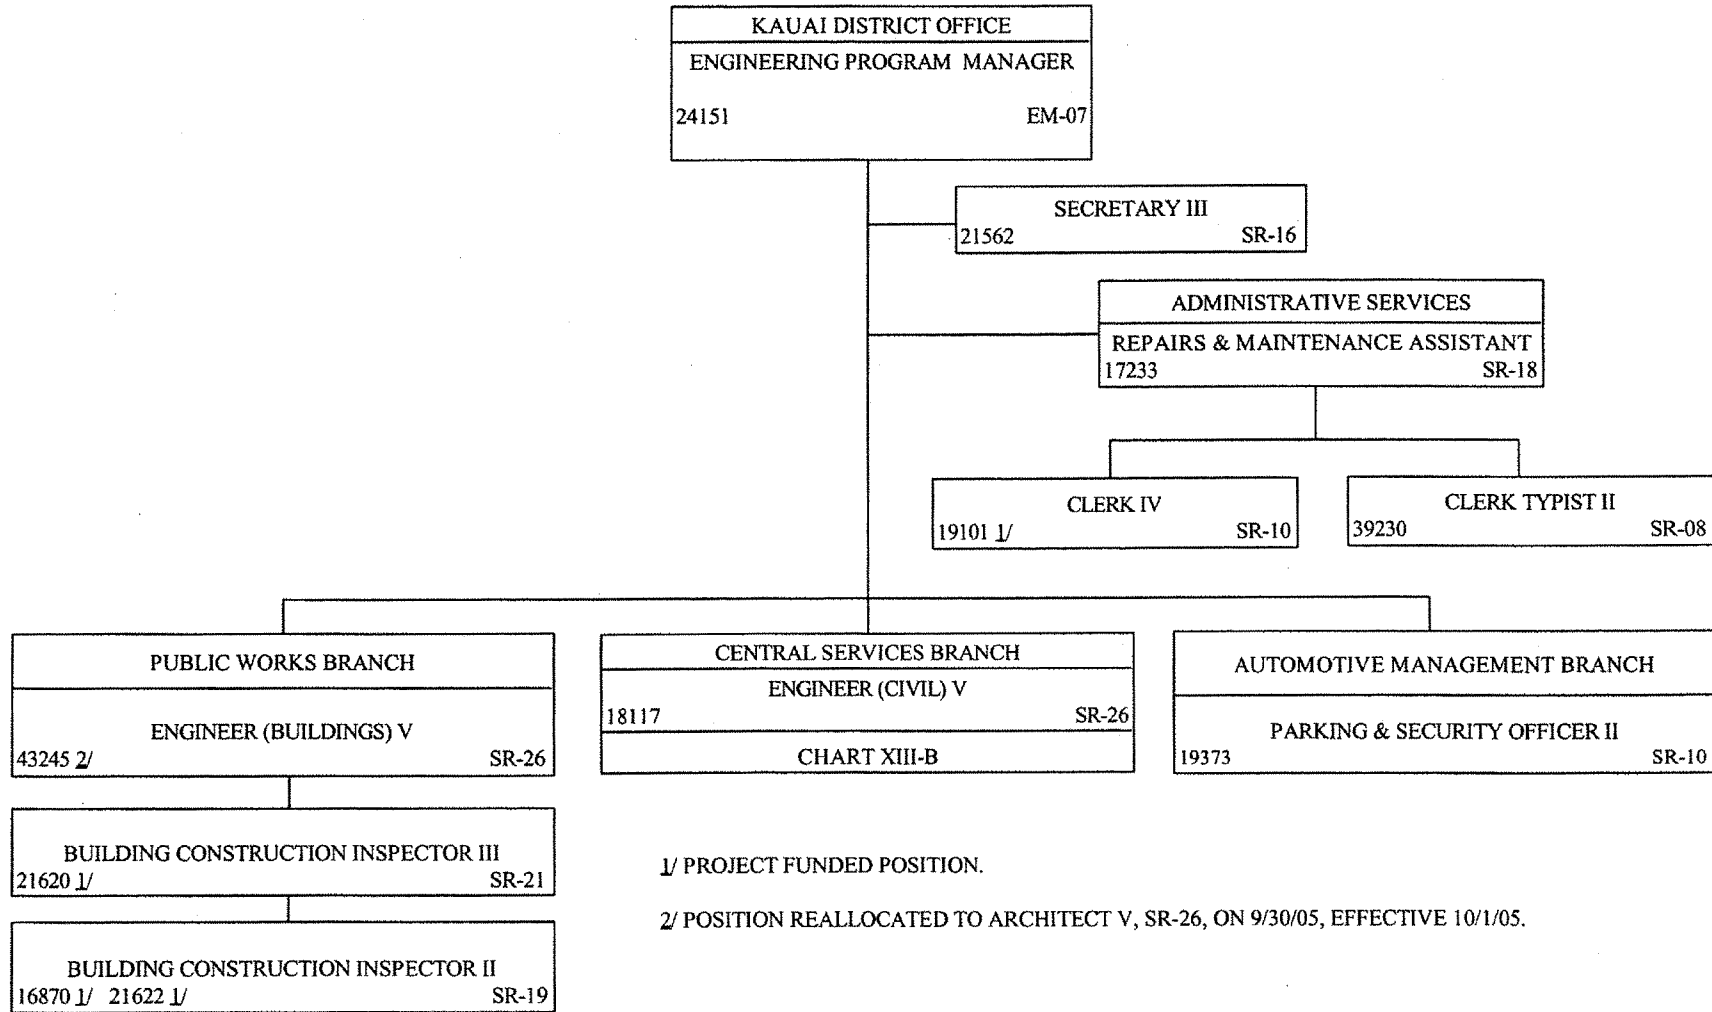 KAUAI DISTRICT OFFICE
ENGINEERING PROGRAM MANAGER
24151 EM-07
SECRETARY III
21562 SR-16
ADMINISTRATIVE SERVICES
REPAIRS & MAINTENANCE ASSISTANT
17233 SR-18
CLERK IV
19101 1/ SR-10
CLERK TYPIST II
39230 SR-08
PUBLIC WORKS BRANCH
ENGINEER (BUILDINGS) V
43245 2/ SR-26
CENTRAL SERVICES BRANCH
ENGINEER (CIVIL) V
18117 SR-26
CHART XIII-B
AUTOMOTIVE MANAGEMENT BRANCH
PARKING & SECURITY OFFICER II
19373 SR-10
BUILDING CONSTRUCTION INSPECTOR III
21620 1/ SR-21
BUILDING CONSTRUCTION INSPECTOR II
16870 1/ 21622 1/ SR-19
1/ PROJECT FUNDED POSITION.
2/ POSITION REALLOCATED TO ARCHITECT V, SR-26, ON 9/30/05, EFFECTIVE 10/1/05.